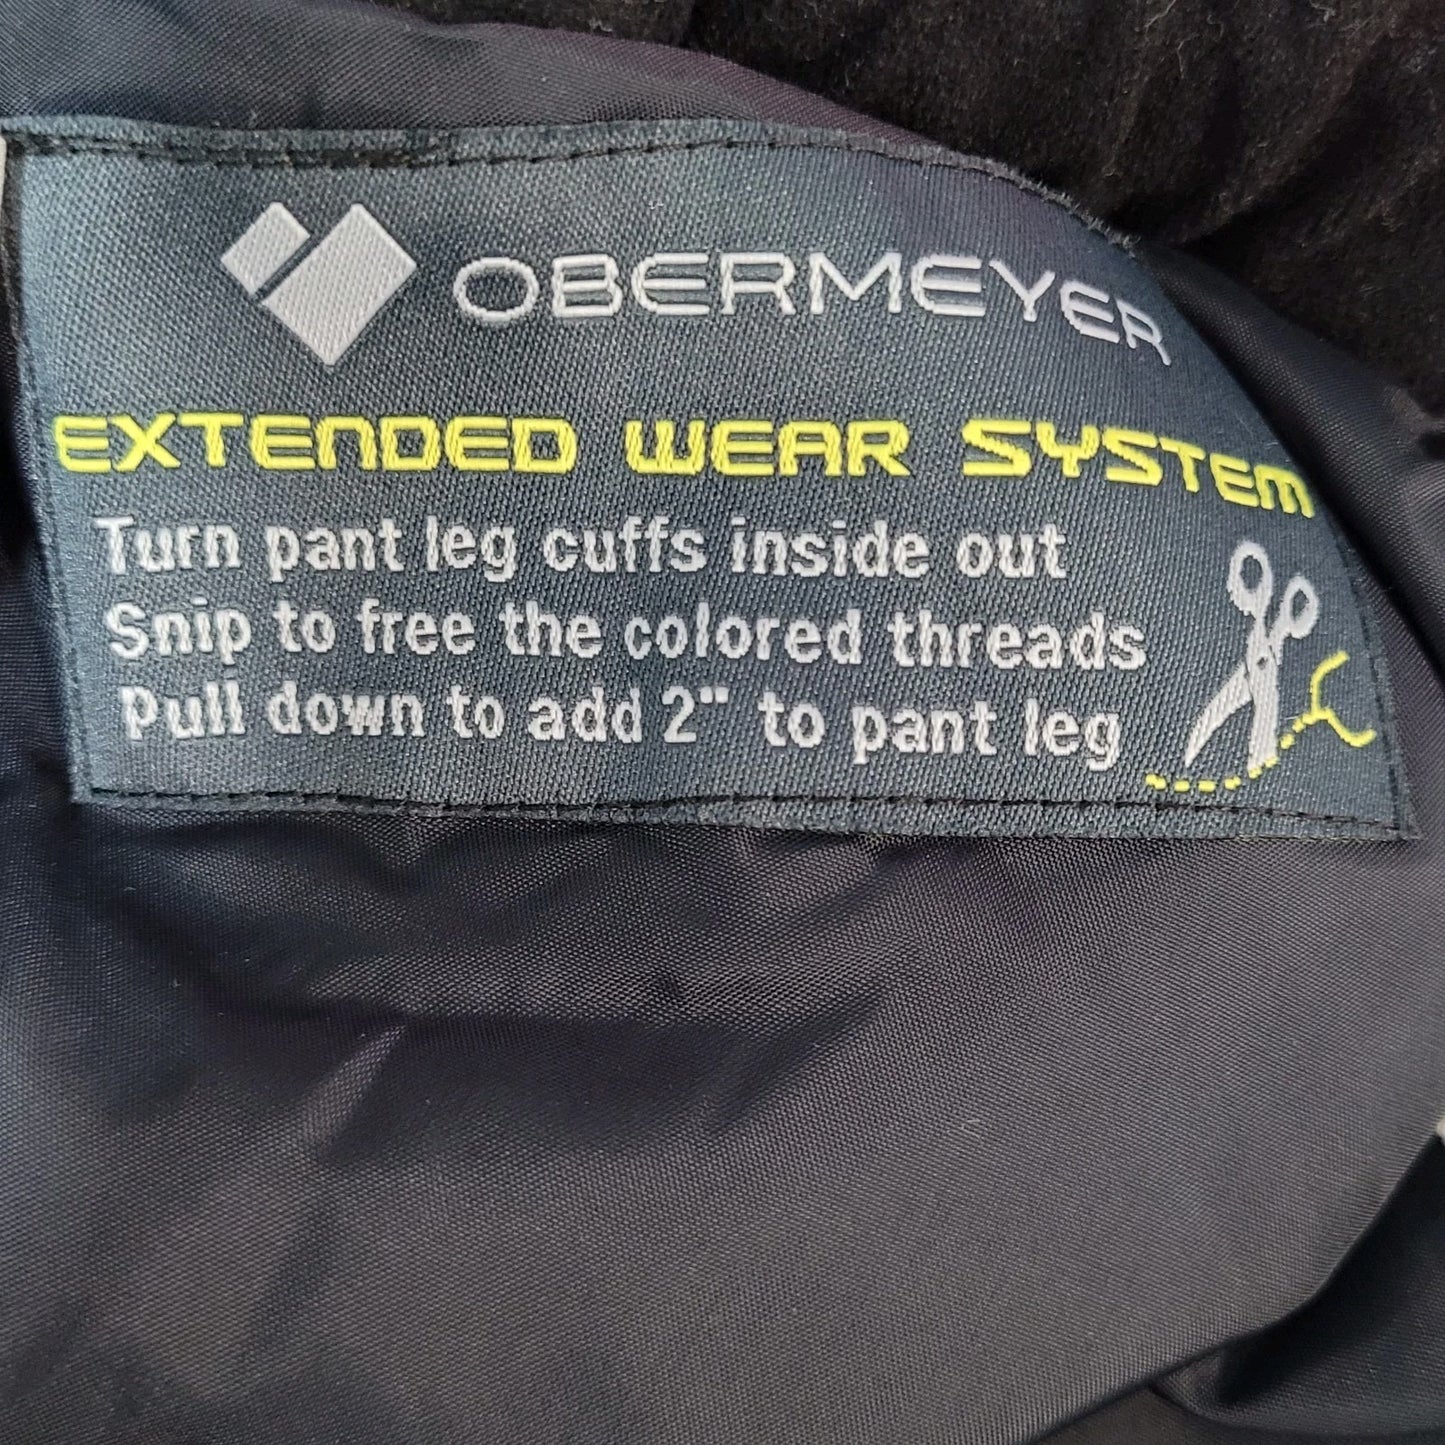 OBERMEYER
EXTENDED WEAR SYSTEM
Turn pant leg cuffs inside out
Snip to free the colored threads
Pull down to add 2" to pant leg